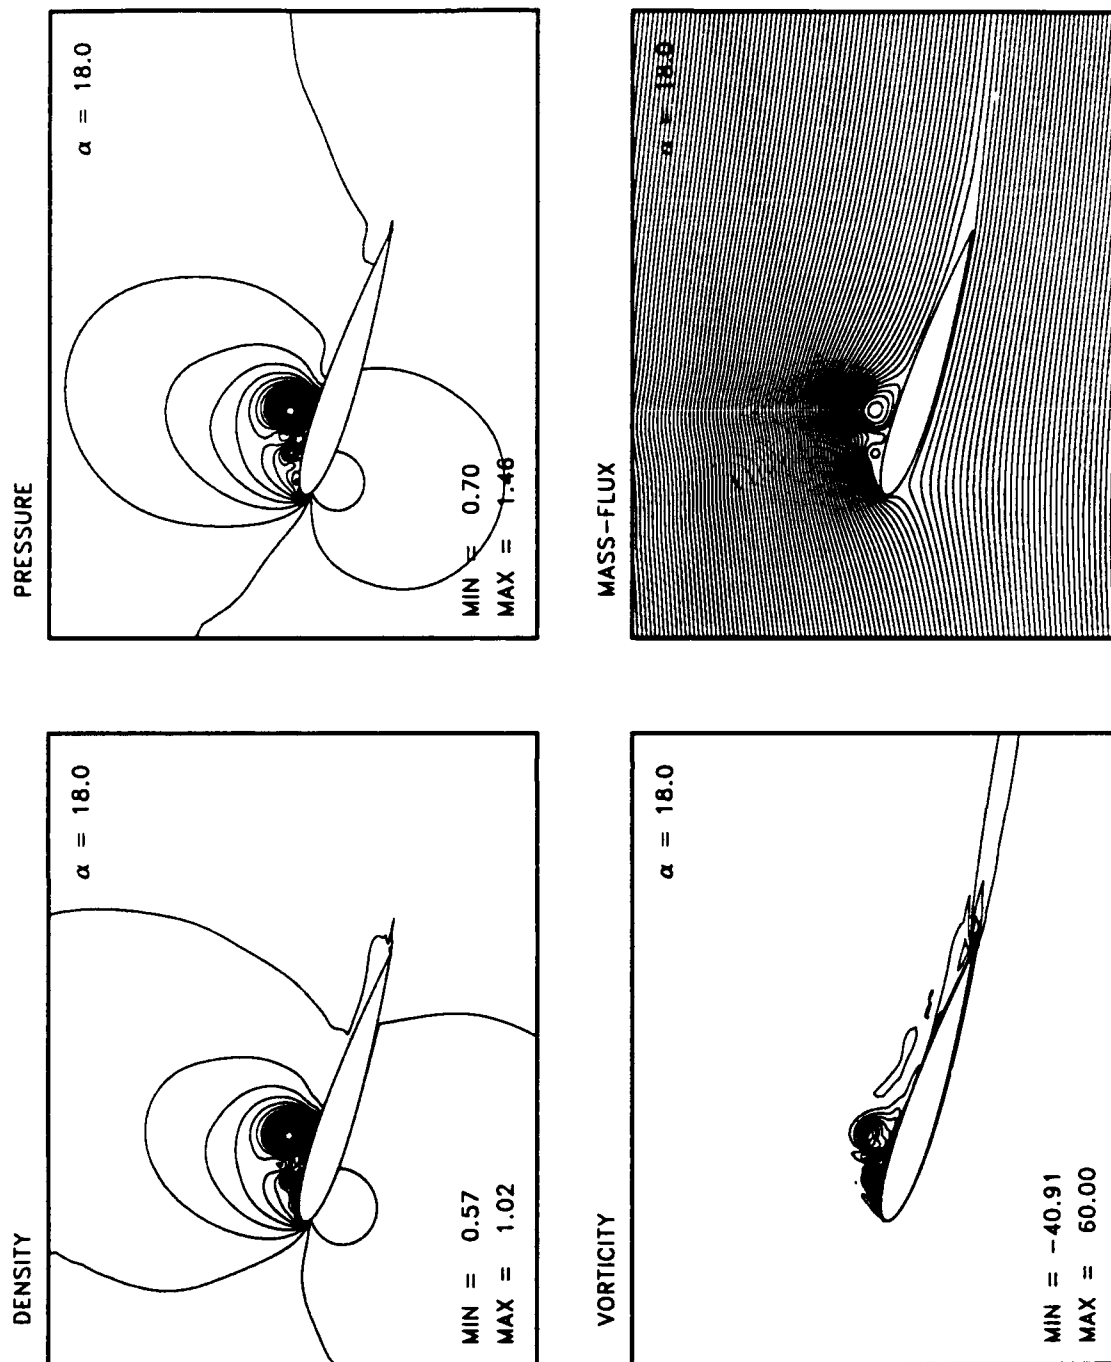 PRESSURE
α = 18.0
MIN = 0.70
MAX = 1.46
DENSITY
α = 18.0
MIN = 0.57
MAX = 1.02
MASS-FLUX
α = 18.0
VORTICITY
α = 18.0
MIN = -40.91
MAX = 60.00